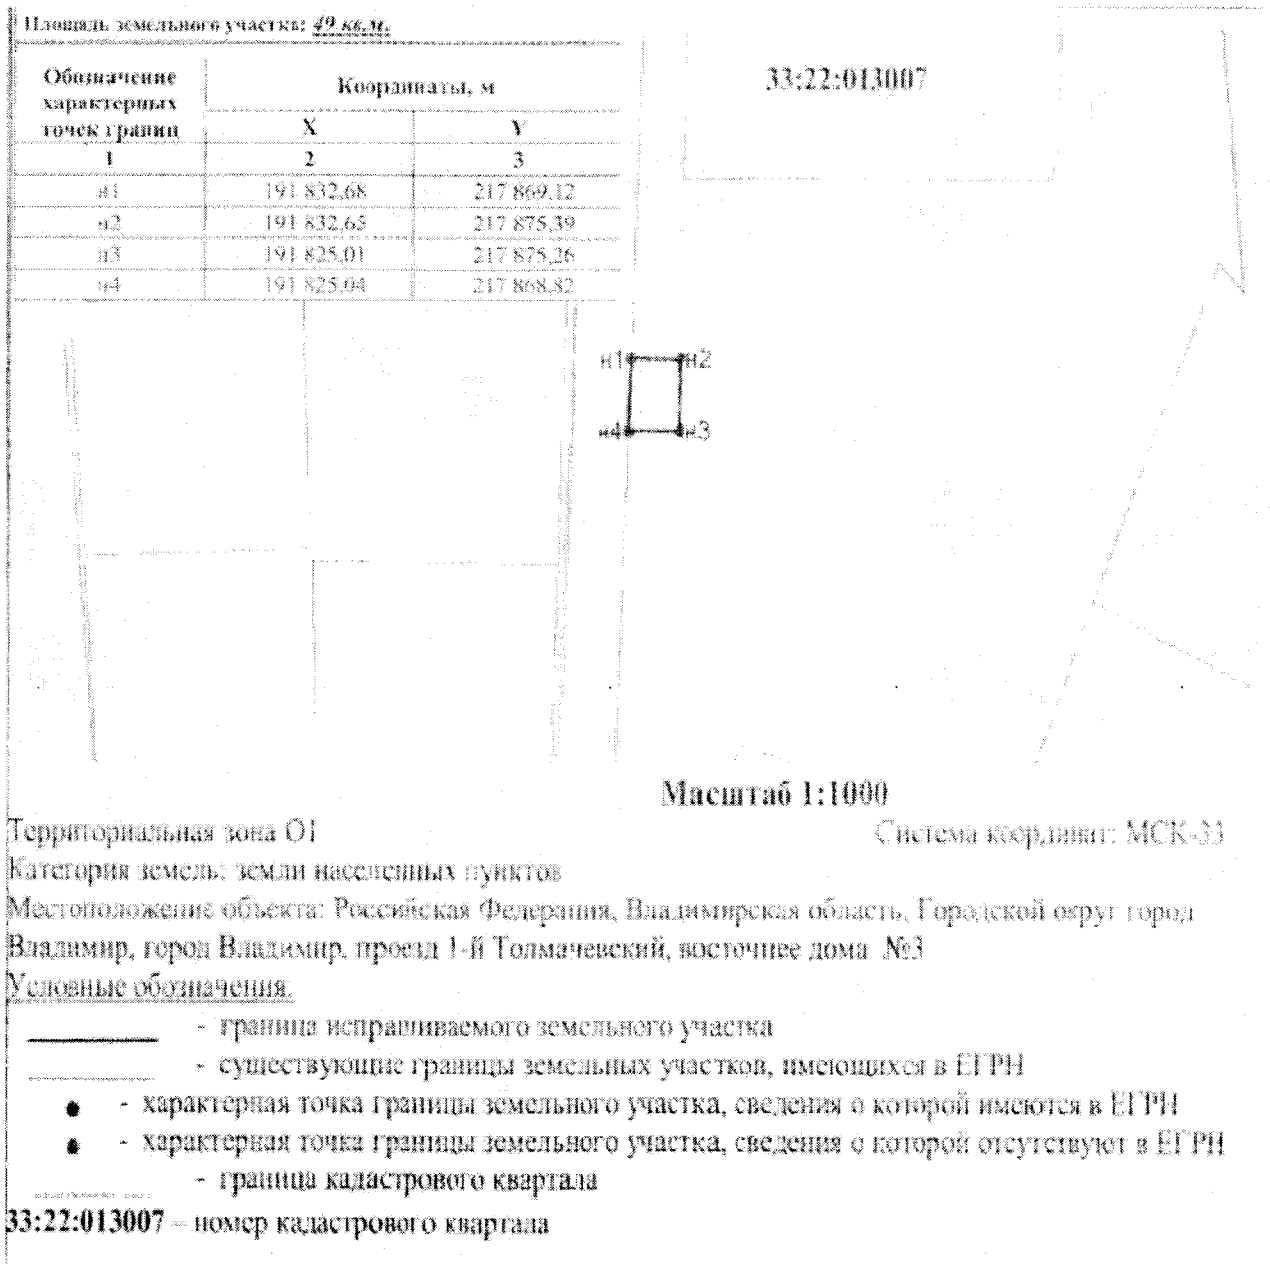 Площадь земельного участка: 49 кв.м.
Обозначение характерных точек границ | Координаты, м
X | Y
1 | 2 | 3
н1 | 191 832,68 | 217 869,12
н2 | 191 832,65 | 217 875,39
н3 | 191 825,01 | 217 875,26
н4 | 191 825,04 | 217 868,82
33:22:013007
н1 н2
н4 н3
Масштаб 1:1000
Территориальная зона О1
Система координат: МСК-33
Категория земель: земли населенных пунктов
Местоположение объекта: Российская Федерация, Владимирская область, Городской округ город
Владимир, город Владимир, проезд 1-й Толмачевский, восточнее дома №3
Условные обозначения:
- граница испрашиваемого земельного участка
- существующие границы земельных участков, имеющихся в ЕГРН
- характерная точка границы земельного участка, сведения о которой имеются в ЕГРН
- характерная точка границы земельного участка, сведения о которой отсутствуют в ЕГРН
- граница кадастрового квартала
33:22:013007 – номер кадастрового квартала